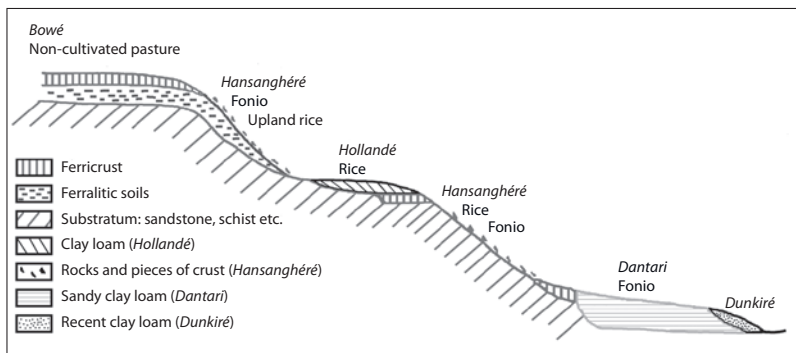 Bowé
Non-cultivated pasture
Hansanghéré
Fonio
Upland rice
Hollandé
Rice
Hansanghéré
Rice
Fonio
Dantari
Fonio
Dunkiré
Ferricrust
Ferralitic soils
Substratum: sandstone, schist etc.
Clay loam (Hollandé)
Rocks and pieces of crust (Hansanghéré)
Sandy clay loam (Dantari)
Recent clay loam (Dunkiré)